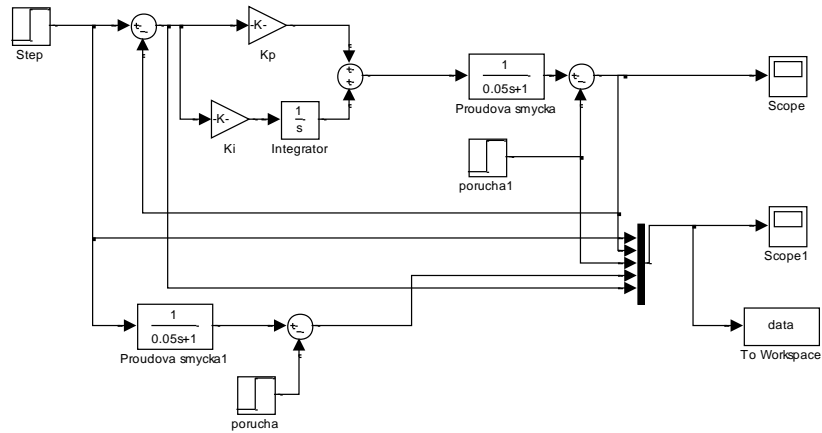 Step
-K-
Kp
-K-
Ki
1
s
Integrator
1
0.05s+1
Proudova smycka
Scope
porucha1
Scope1
1
0.05s+1
Proudova smycka1
data
To Workspace
porucha